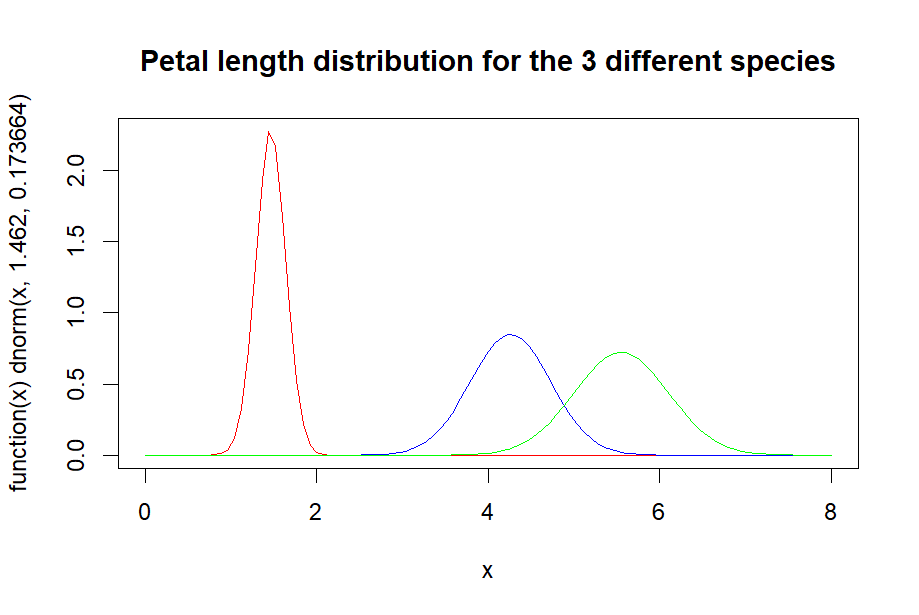 Petal length distribution for the 3 different species
function(x) dnorm(x, 1.462, 0.173664)
2.0
1.5
1.0
0.5
0.0
0 2 4 6 8
x